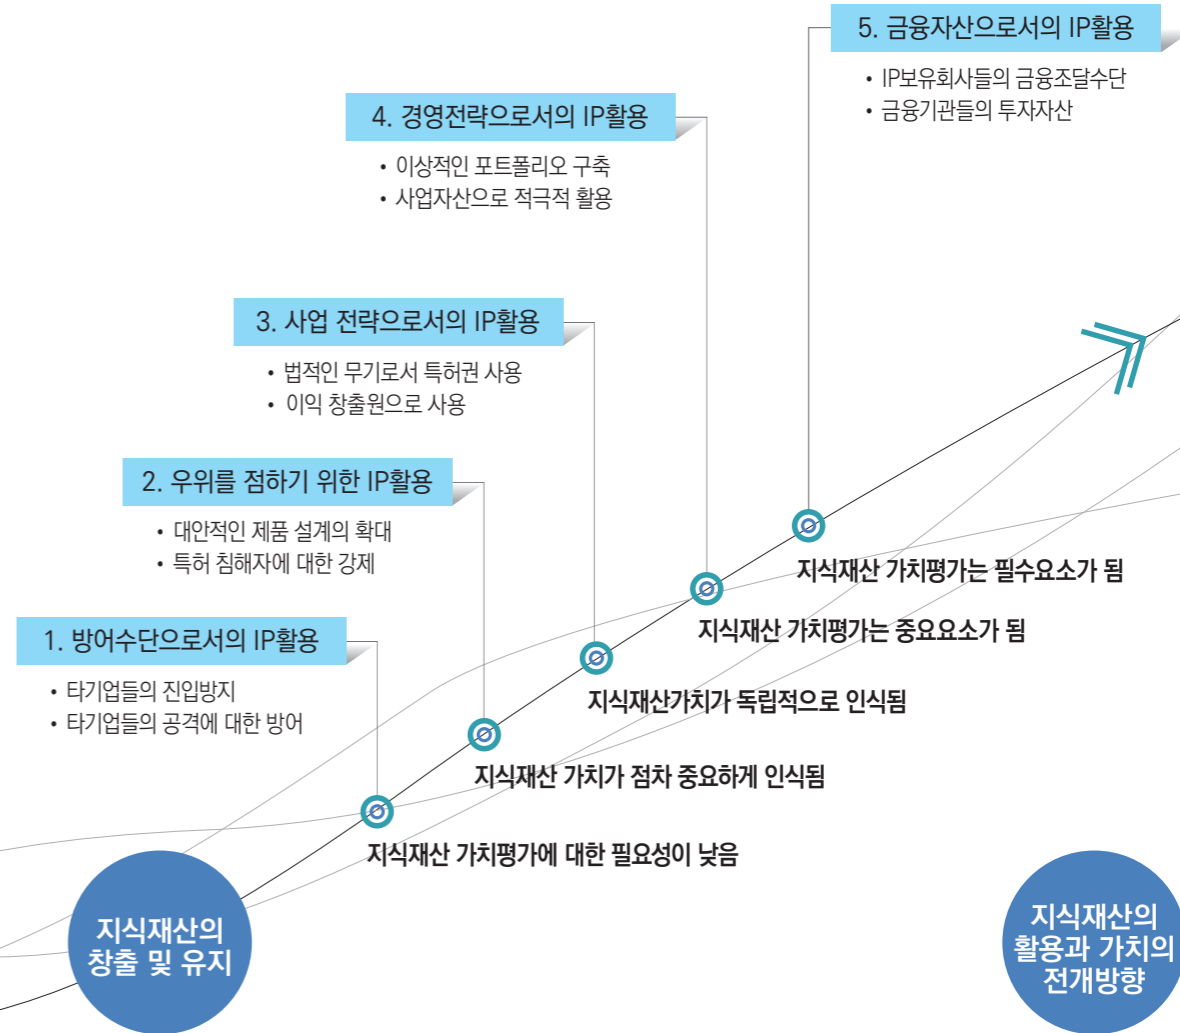 5. 금융자산으로서의 IP활용
• IP보유회사들의 금융조달수단
• 금융기관들의 투자자산
4. 경영전략으로서의 IP활용
• 이상적인 포트폴리오 구축
• 사업자산으로 적극적 활용
3. 사업 전략으로서의 IP활용
• 법적인 무기로서 특허권 사용
• 이익 창출원으로 사용
2. 우위를 점하기 위한 IP활용
• 대안적인 제품 설계의 확대
• 특허 침해자에 대한 강제
1. 방어수단으로서의 IP활용
• 타기업들의 진입방지
• 타기업들의 공격에 대한 방어
지식재산 가치평가는 필수요소가 됨
지식재산 가치평가는 중요요소가 됨
지식재산가치가 독립적으로 인식됨
지식재산 가치가 점차 중요하게 인식됨
지식재산 가치평가에 대한 필요성이 낮음
지식재산의
창출 및 유지
지식재산의
활용과 가치의
전개방향